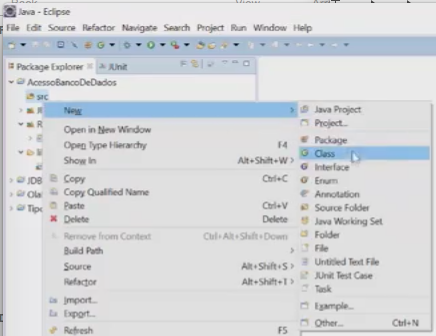 Java - Eclipse
File Edit Source Refactor Navigate Search Project Run Window Help
Package Explorer JUnit
AcessoBancoDeDados
src
New
Open in New Window
Open Type Hierarchy F4
Show In Alt+Shift+W >
Copy Ctrl+C
Copy Qualified Name
Paste Ctrl+V
Delete Delete
Remove from Context Ctrl+Alt+Shift+Down
Build Path >
Source Alt+Shift+S >
Refactor Alt+Shift+T >
Import...
Export...
Refresh F5
Java Project
Project...
Package
Class
Interface
Enum
Annotation
Source Folder
Java Working Set
Folder
File
Untitled Text File
JUnit Test Case
Task
Example...
Other... Ctrl+N
JDB
Ola
Tipo